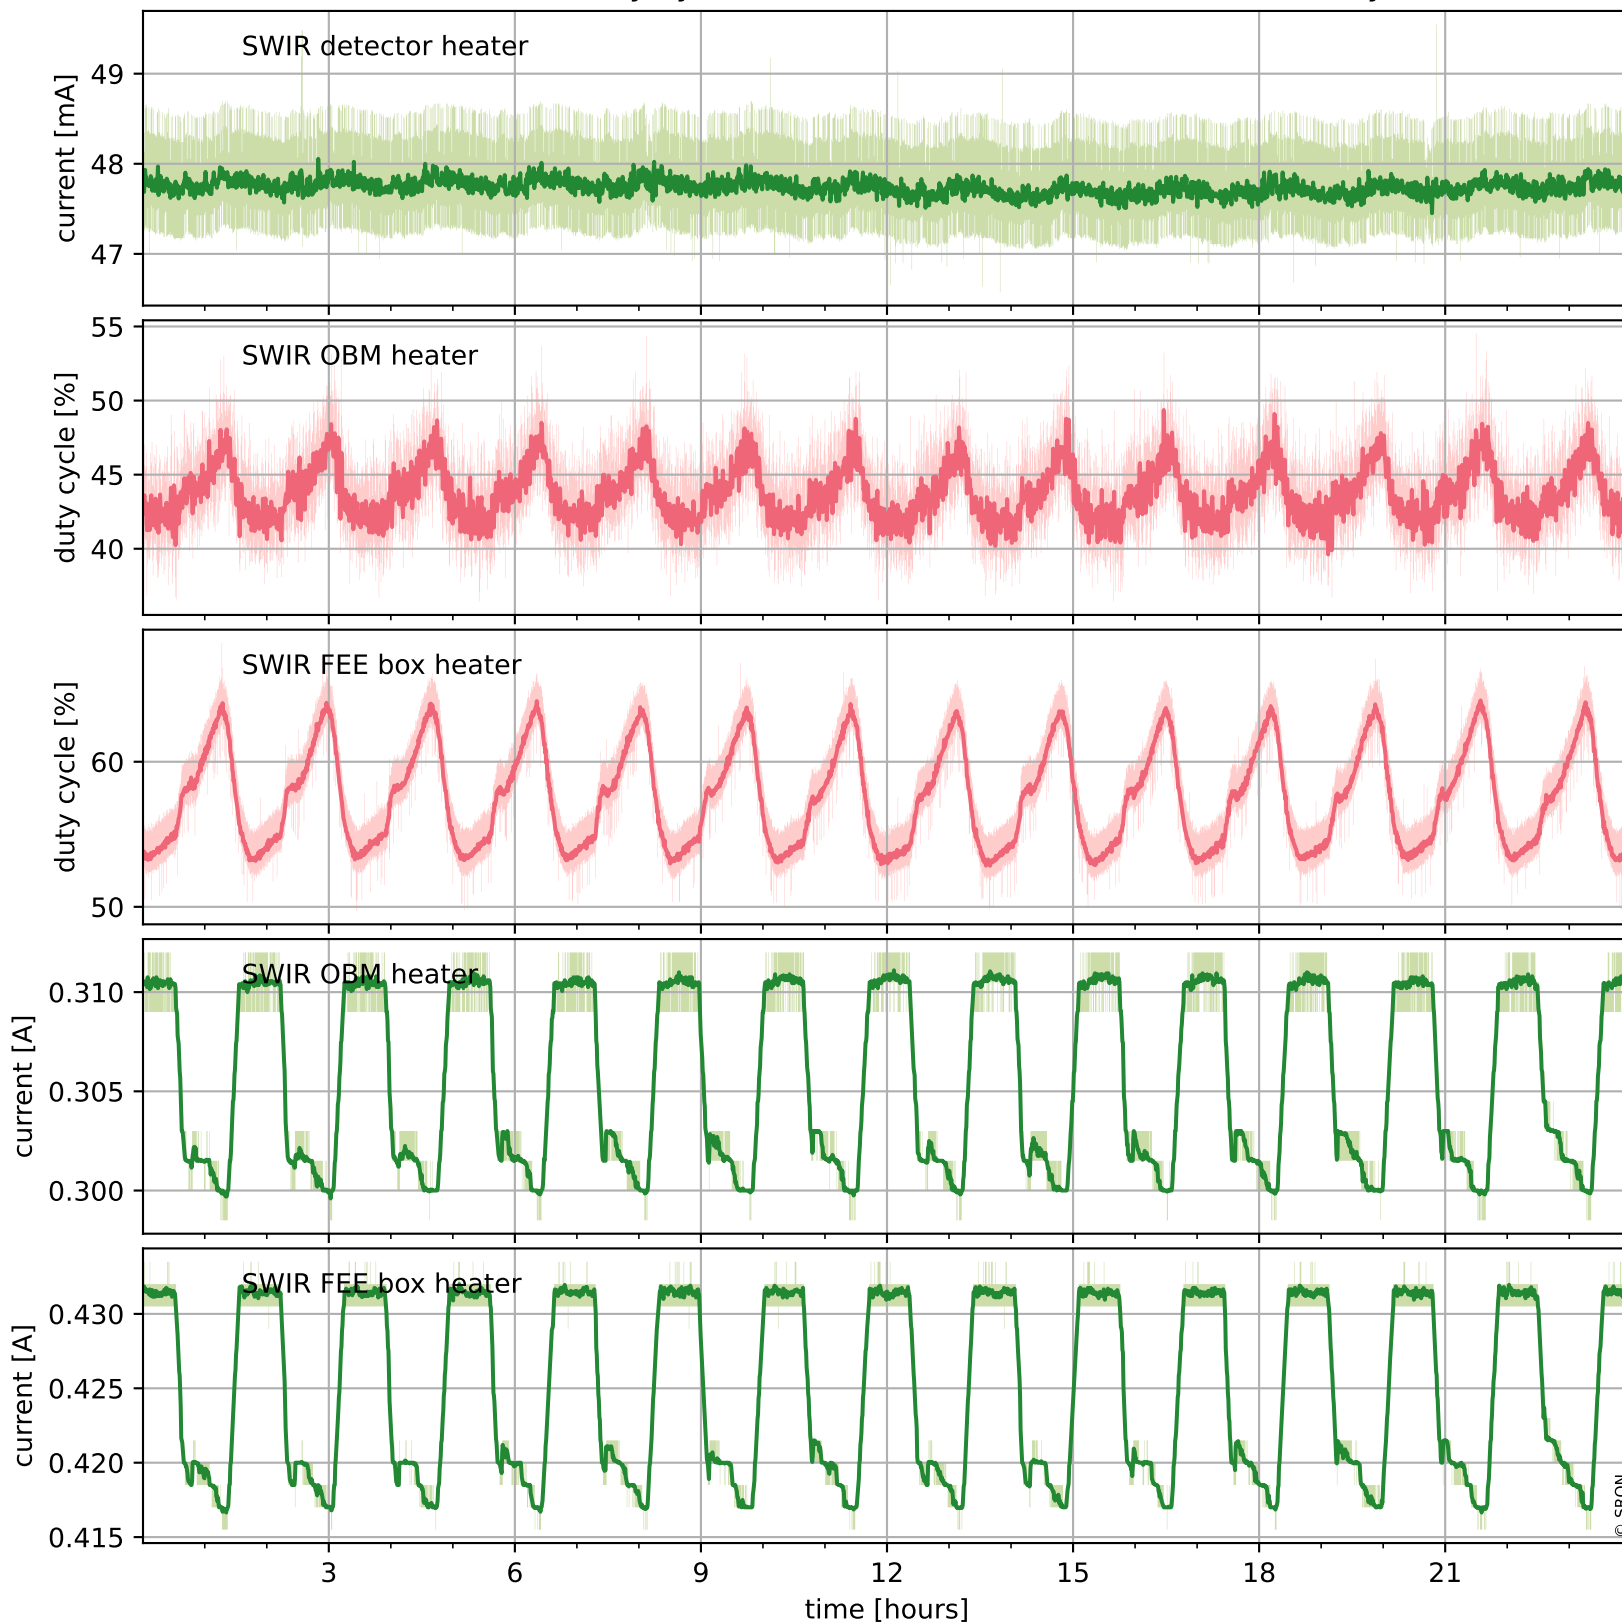 SWIR detector heater
current [mA]
49
48
47
SWIR OBM heater
duty cycle [%]
55
50
45
40
SWIR FEE box heater
duty cycle [%]
60
50
SWIR OBM heater
current [A]
0.310
0.305
0.300
SWIR FEE box heater
current [A]
0.430
0.425
0.420
0.415
3 6 9 12 15 18 21
time [hours]
© SRON